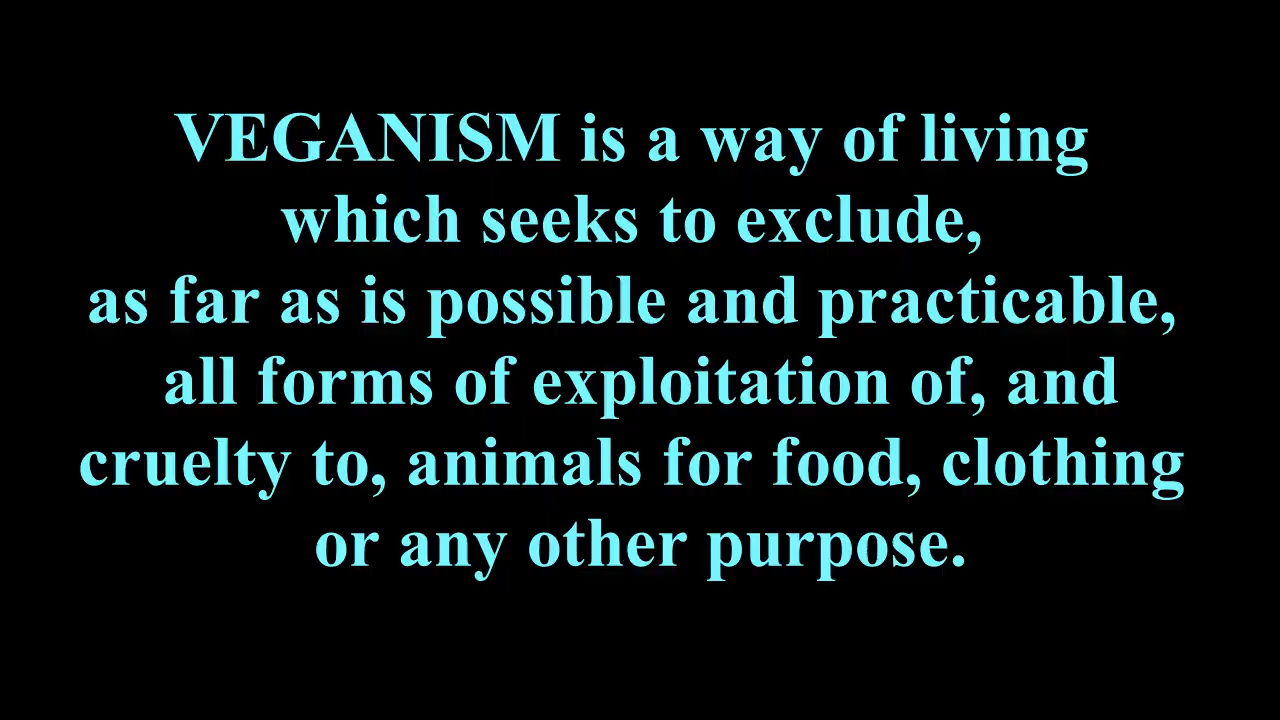 VEGANISM is a way of living
which seeks to exclude,
as far as is possible and practicable,
all forms of exploitation of, and
cruelty to, animals for food, clothing
or any other purpose.